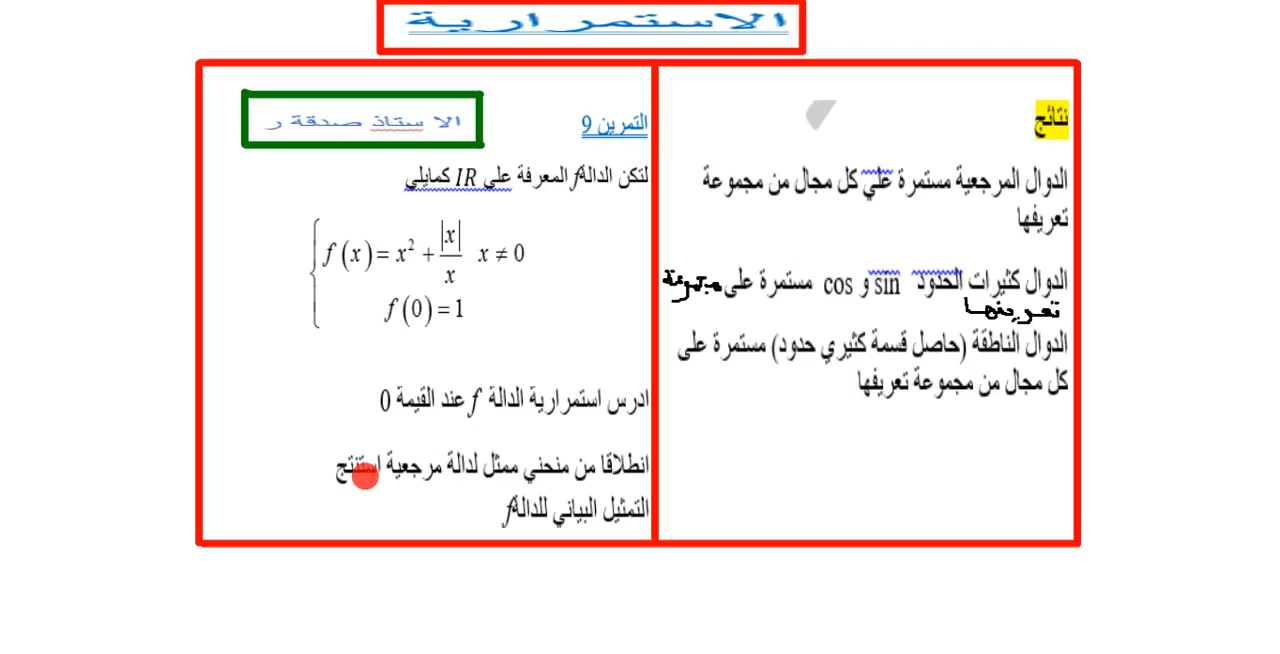 الاستمرارية
نتائج
الدوال المرجعية مستمرة علي كل مجال من مجموعة
تعريفها
الدوال كثيرات الحدود sin و cos مستمرة على مجموعة
تعريفها
الدوال الناطقة (حاصل قسمة كثيري حدود) مستمرة على
كل مجال من مجموعة تعريفها
التمرين 9
الا ستاذ صدقة ر
لتكن الدالة f المعرفة على IR كمايلي
f(x) = x² + |x|/x x ≠ 0
f(0) = 1
ادرس استمرارية الدالة f عند القيمة 0
انطلاقا من منحني ممثل لدالة مرجعية استنتج
التمثيل البياني للدالة f